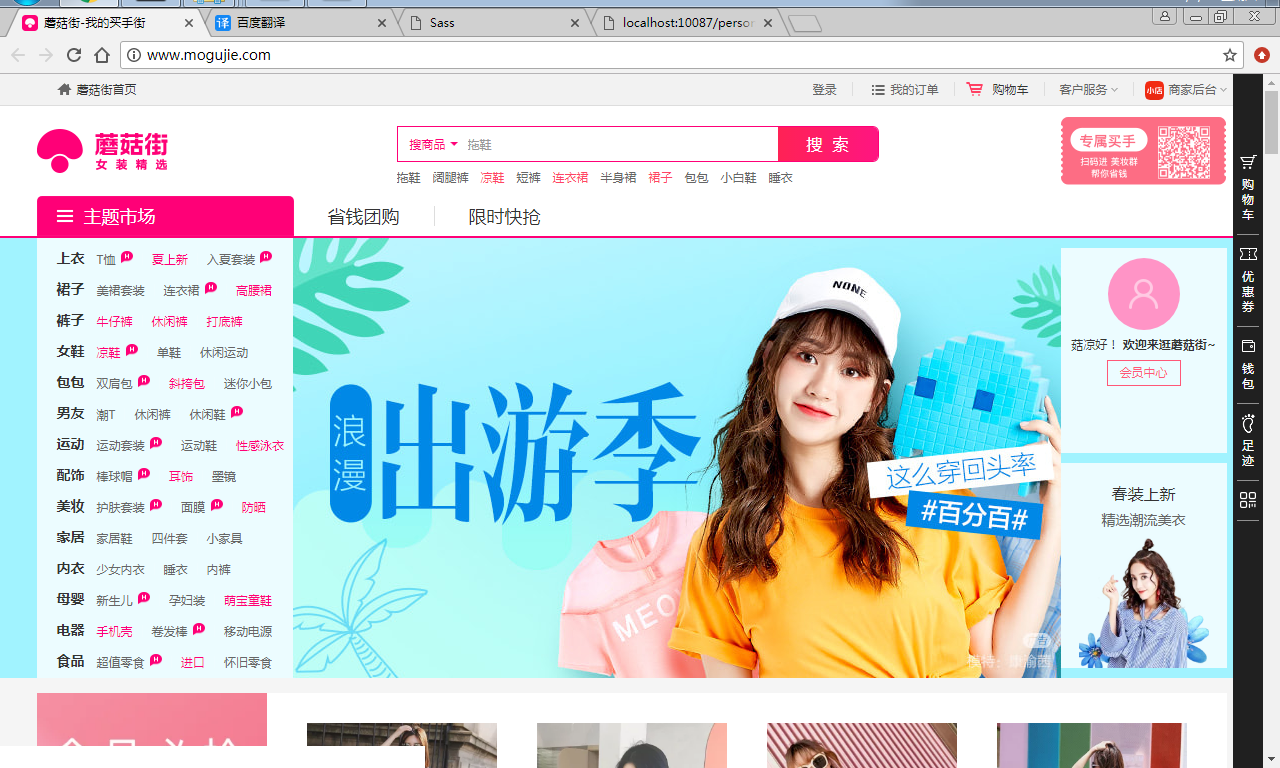 蘑菇街-我的买手街
译 百度翻译
Sass
localhost:10087/person
www.mogujie.com
蘑菇街首页
登录
我的订单
购物车
客户服务
小店 商家后台
蘑菇街
女装精选
搜商品 拖鞋
搜索
拖鞋 阔腿裤 凉鞋 短裤 连衣裙 半身裙 裙子 包包 小白鞋 睡衣
专属买手
扫码进 美妆群
帮你省钱
主题市场
省钱团购
限时快抢
上衣 T恤 H 夏上新 入夏套装 H
裙子 美裙套装 连衣裙 H 高腰裙
裤子 牛仔裤 休闲裤 打底裤
女鞋 凉鞋 H 单鞋 休闲运动
包包 双肩包 H 斜挎包 迷你小包
男友 潮T 休闲裤 休闲鞋 H
运动 运动套装 H 运动鞋 性感泳衣
配饰 棒球帽 H 耳饰 墨镜
美妆 护肤套装 H 面膜 H 防晒
家居 家居鞋 四件套 小家具
内衣 少女内衣 睡衣 内裤
母婴 新生儿 H 孕妇装 萌宝童鞋
电器 手机壳 卷发棒 H 移动电源
食品 超值零食 H 进口 怀旧零食
浪漫
出游季
NONE
这么穿回头率
#百分百#
MEO
菇凉好！ 欢迎来逛蘑菇街~
会员中心
春装上新
精选潮流美衣
购物车
优惠券
钱包
足迹